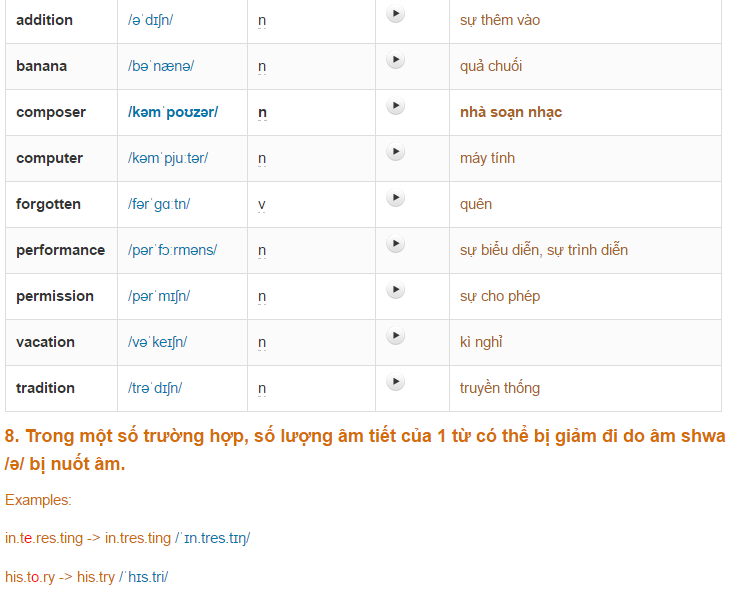 addition /əˈdɪʃn/ n sự thêm vào
banana /bəˈnænə/ n quả chuối
composer /kəmˈpoʊzər/ n nhà soạn nhạc
computer /kəmˈpjuːtər/ n máy tính
forgotten /fərˈɡɑːtn/ v quên
performance /pərˈfɔːrməns/ n sự biểu diễn, sự trình diễn
permission /pərˈmɪʃn/ n sự cho phép
vacation /vəˈkeɪʃn/ n kì nghỉ
tradition /trəˈdɪʃn/ n truyền thống
8. Trong một số trường hợp, số lượng âm tiết của 1 từ có thể bị giảm đi do âm shwa
/ə/ bị nuốt âm.
Examples:
in.te.res.ting -> in.tres.ting /ˈɪn.tres.tɪŋ/
his.to.ry -> his.try /ˈhɪs.tri/